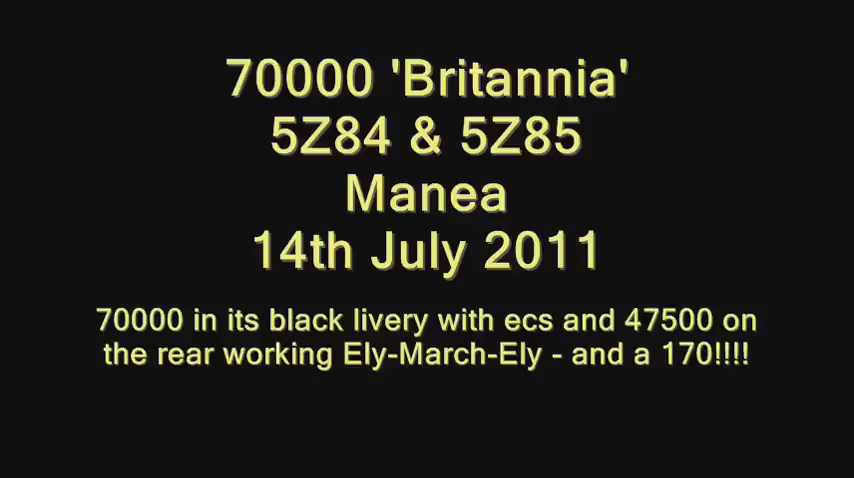 70000 'Britannia'
5Z84 & 5Z85
Manea
14th July 2011
70000 in its black livery with ecs and 47500 on
the rear working Ely-March-Ely - and a 170!!!!